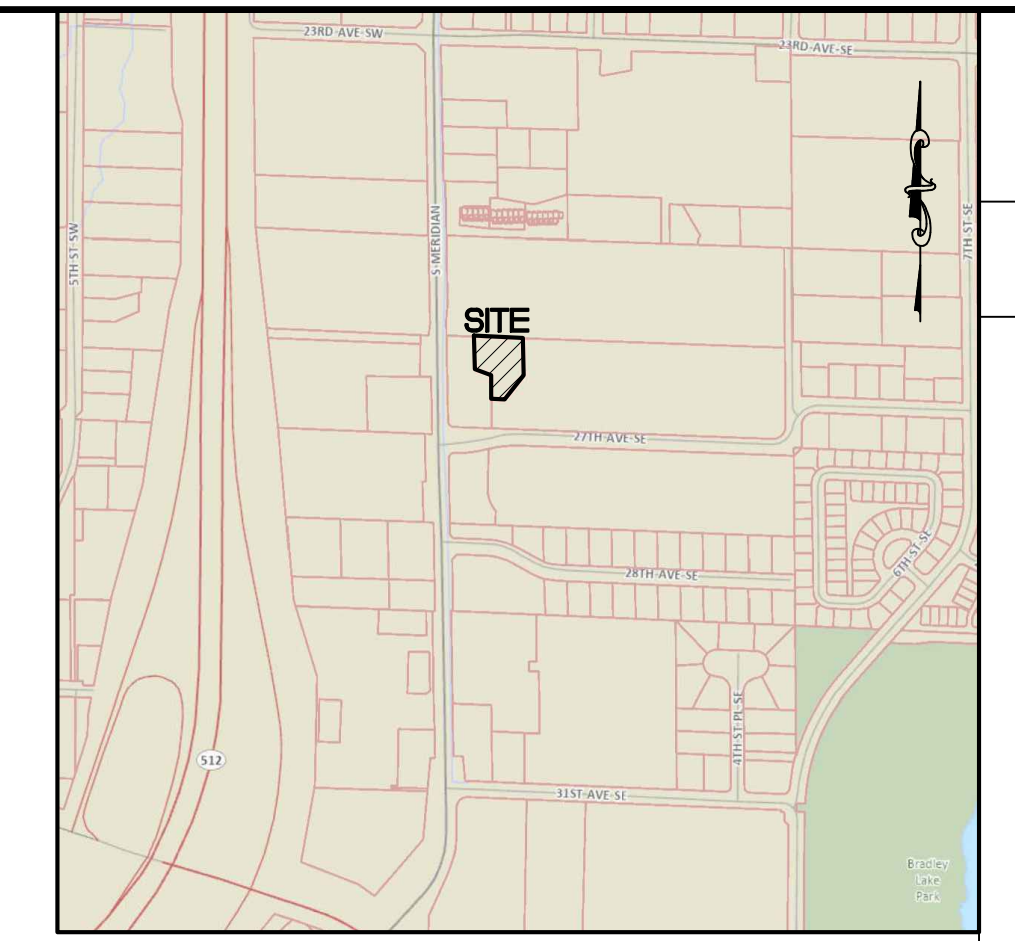 23RD-AVE-SW
23RD-AVE-SE
5TH-ST-SW
S-MERIDIAN
7TH-ST-SE
SITE
27TH-AVE-SE
28TH-AVE-SE
6TH-ST-SE
4TH-ST-PL-SE
512
31ST-AVE-SE
Bradley
Lake
Park